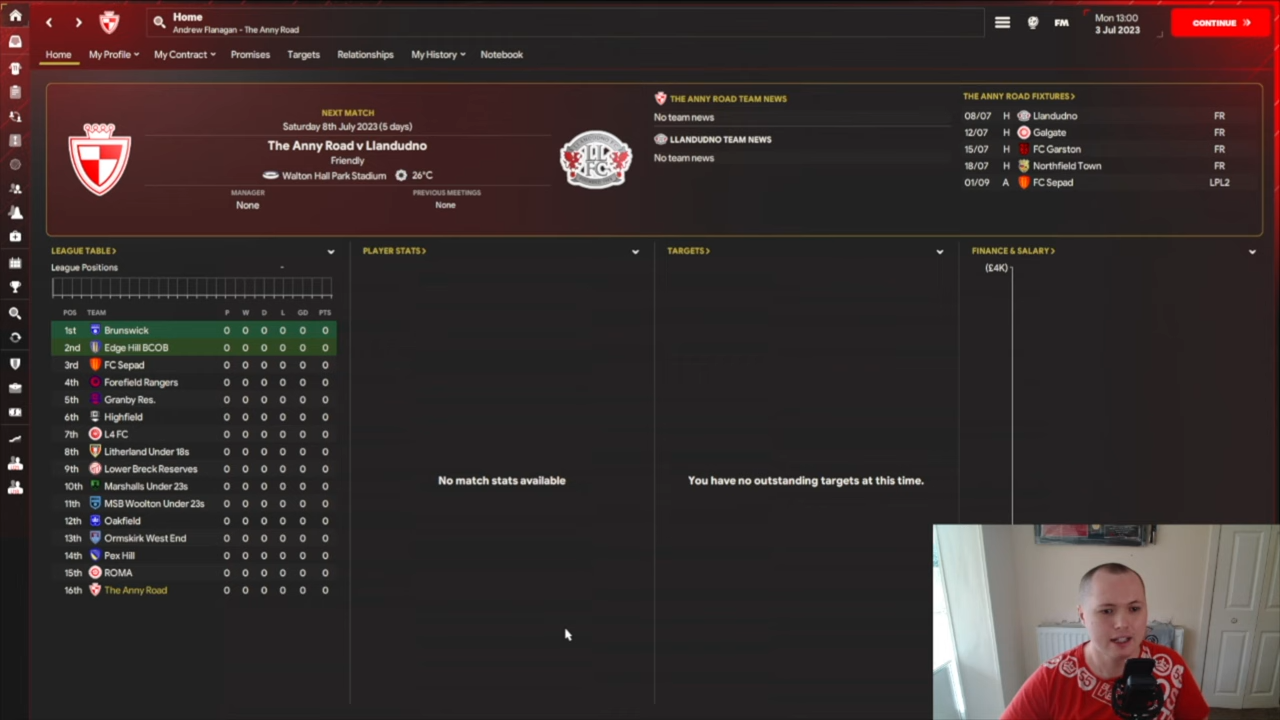 Home
Andrew Flanagan - The Anny Road
FM
Mon 13:00
3 Jul 2023
CONTINUE
Home My Profile My Contract Promises Targets Relationships My History Notebook
NEXT MATCH
Saturday 8th July 2023 (5 days)
The Anny Road v Llandudno
Friendly
Walton Hall Park Stadium 26°C
MANAGER
None
PREVIOUS MEETINGS
None
THE ANNY ROAD TEAM NEWS
No team news
LLANDUDNO TEAM NEWS
No team news
THE ANNY ROAD FIXTURES >
08/07 H Llandudno FR
12/07 H Galgate FR
15/07 H FC Garston FR
18/07 H Northfield Town FR
01/09 A FC Sepad LPL2
LEAGUE TABLE >
League Positions -
POS TEAM P W D L GD PTS
1st Brunswick 0 0 0 0 0 0
2nd Edge Hill BCOB 0 0 0 0 0 0
3rd FC Sepad 0 0 0 0 0 0
4th Forefield Rangers 0 0 0 0 0 0
5th Granby Res. 0 0 0 0 0 0
6th Highfield 0 0 0 0 0 0
7th L4 FC 0 0 0 0 0 0
8th Litherland Under 18s 0 0 0 0 0 0
9th Lower Breck Reserves 0 0 0 0 0 0
10th Marshalls Under 23s 0 0 0 0 0 0
11th MSB Woolton Under 23s 0 0 0 0 0 0
12th Oakfield 0 0 0 0 0 0
13th Ormskirk West End 0 0 0 0 0 0
14th Pex Hill 0 0 0 0 0 0
15th ROMA 0 0 0 0 0 0
16th The Anny Road 0 0 0 0 0 0
PLAYER STATS >
No match stats available
TARGETS >
You have no outstanding targets at this time.
FINANCE & SALARY >
(£4K)